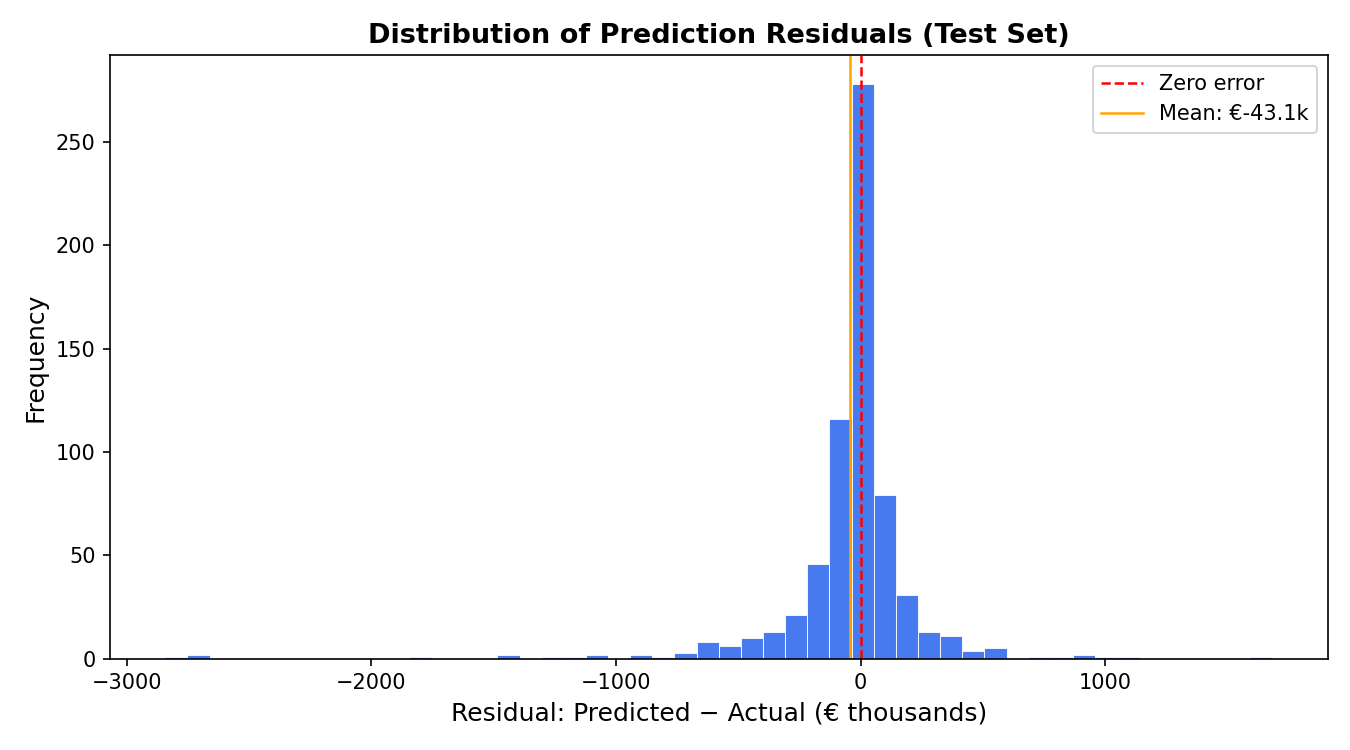 Distribution of Prediction Residuals (Test Set)
Zero error
Mean: €-43.1k
Frequency
250
200
150
100
50
0
−3000
−2000
−1000
0
1000
Residual: Predicted − Actual (€ thousands)